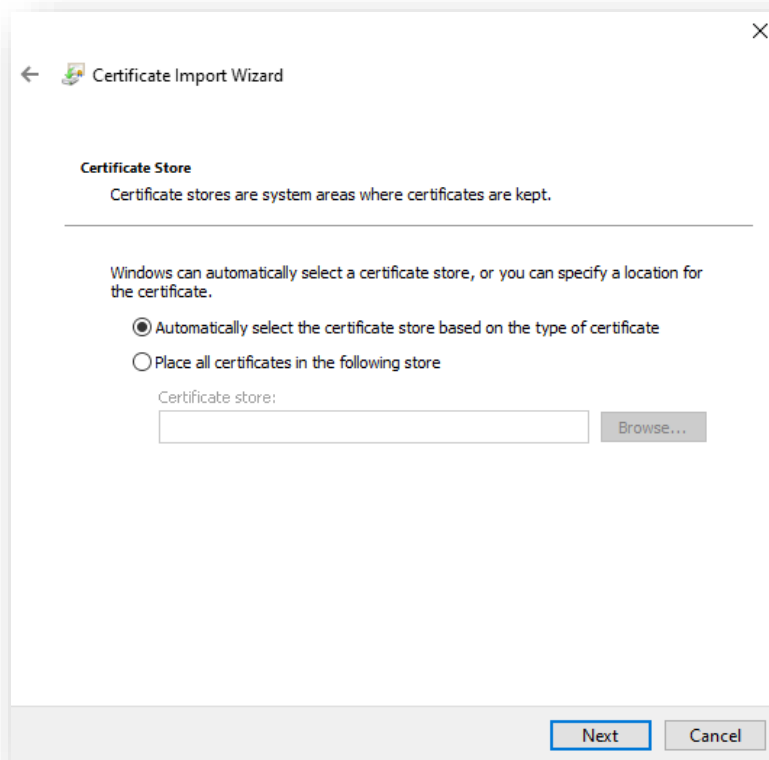 Certificate Import Wizard
Certificate Store
Certificate stores are system areas where certificates are kept.
Windows can automatically select a certificate store, or you can specify a location for
the certificate.
Automatically select the certificate store based on the type of certificate
Place all certificates in the following store
Certificate store:
Browse...
Next
Cancel